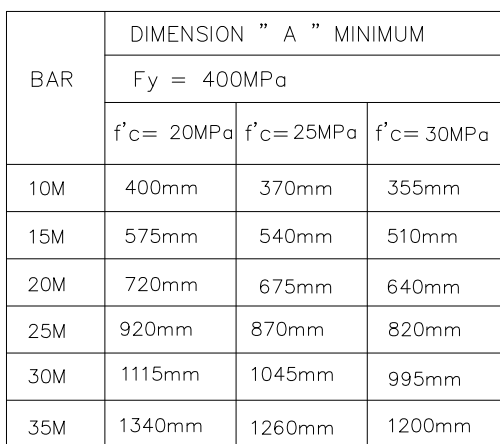 DIMENSION " A " MINIMUM
BAR
Fy = 400MPa
f'c= 20MPa f'c=25MPa f'c=30MPa
10M 400mm 370mm 355mm
15M 575mm 540mm 510mm
20M 720mm 675mm 640mm
25M 920mm 870mm 820mm
30M 1115mm 1045mm 995mm
35M 1340mm 1260mm 1200mm